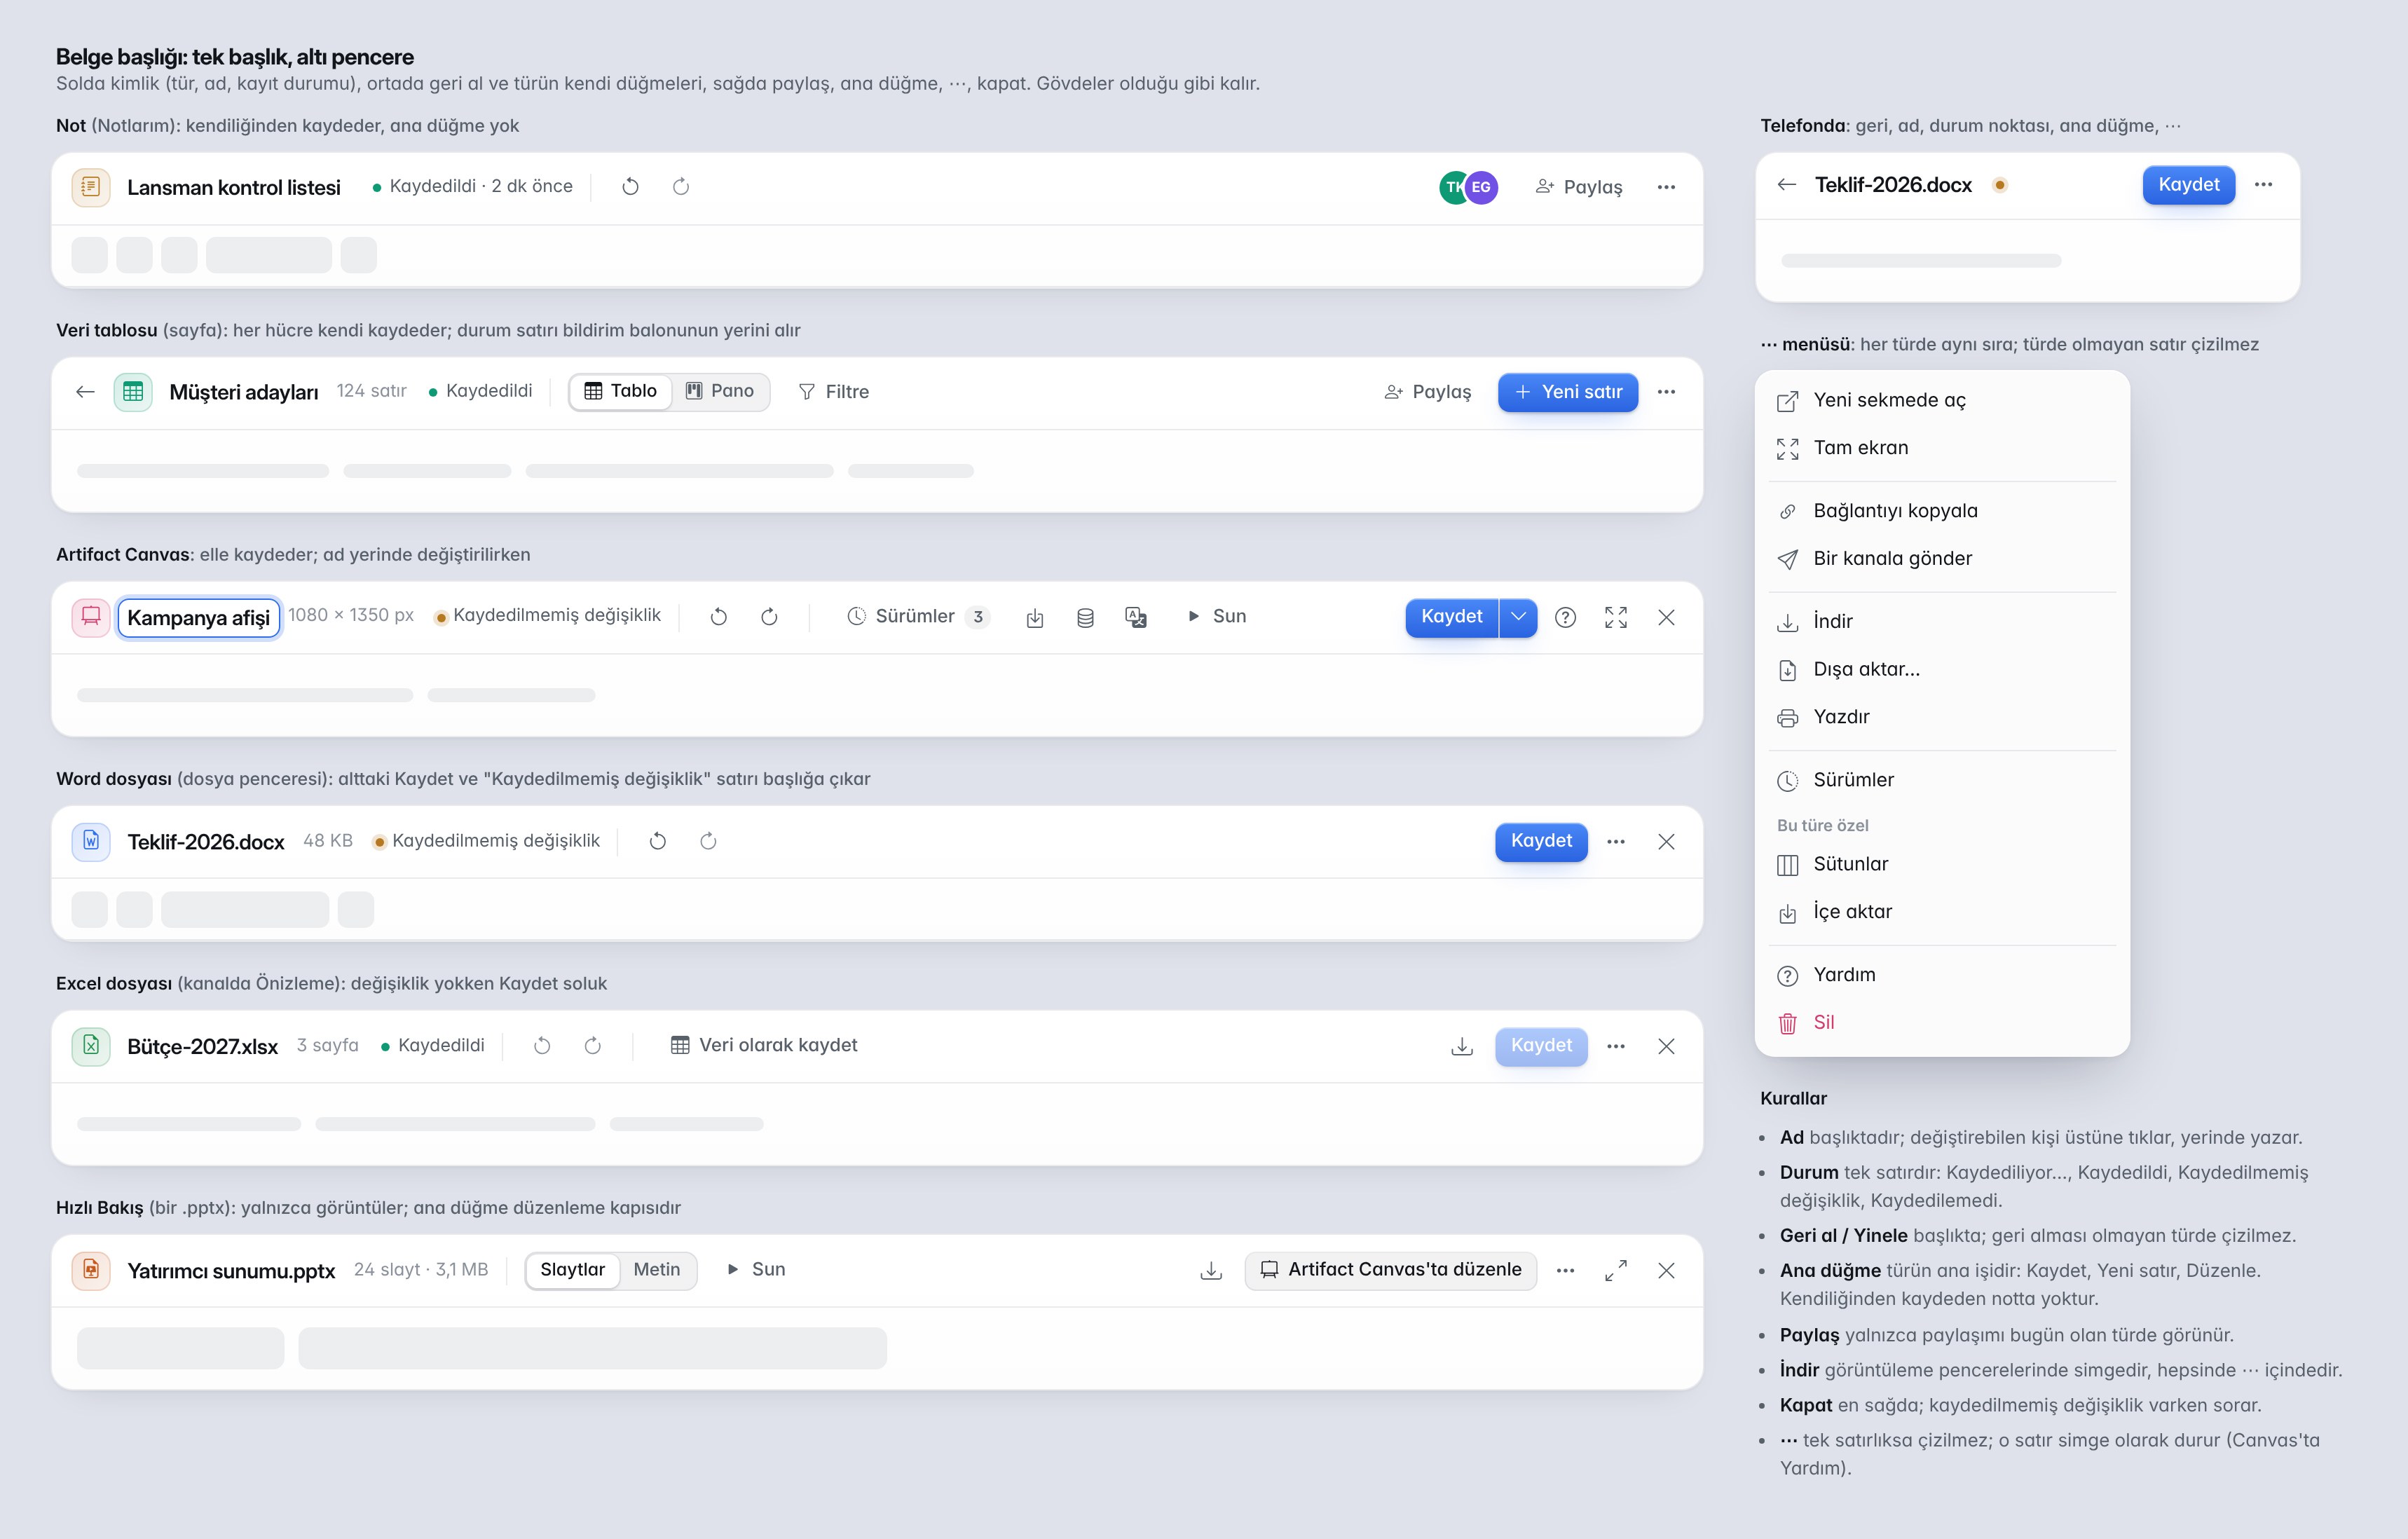 Belge başlığı: tek başlık, altı pencere
Solda kimlik (tür, ad, kayıt durumu), ortada geri al ve türün kendi düğmeleri, sağda paylaş, ana düğme, ···, kapat. Gövdeler olduğu gibi kalır.
Not (Notlarım): kendiliğinden kaydeder, ana düğme yok
Lansman kontrol listesi Kaydedildi · 2 dk önce TK EG Paylaş ···
Veri tablosu (sayfa): her hücre kendi kaydeder; durum satırı bildirim balonunun yerini alır
Müşteri adayları 124 satır Kaydedildi Tablo Pano Filtre Paylaş + Yeni satır ···
Artifact Canvas: elle kaydeder; ad yerinde değiştirilirken
Kampanya afişi 1080 × 1350 px Kaydedilmemiş değişiklik Sürümler 3 Sun Kaydet
Word dosyası (dosya penceresi): alttaki Kaydet ve "Kaydedilmemiş değişiklik" satırı başlığa çıkar
Teklif-2026.docx 48 KB Kaydedilmemiş değişiklik Kaydet ···
Excel dosyası (kanalda Önizleme): değişiklik yokken Kaydet soluk
Bütçe-2027.xlsx 3 sayfa Kaydedildi Veri olarak kaydet Kaydet ···
Hızlı Bakış (bir .pptx): yalnızca görüntüler; ana düğme düzenleme kapısıdır
Yatırımcı sunumu.pptx 24 slayt · 3,1 MB Slaytlar Metin Sun Artifact Canvas'ta düzenle ···
Telefonda: geri, ad, durum noktası, ana düğme, ···
Teklif-2026.docx Kaydet ···
··· menüsü: her türde aynı sıra; türde olmayan satır çizilmez
Yeni sekmede aç
Tam ekran
Bağlantıyı kopyala
Bir kanala gönder
İndir
Dışa aktar...
Yazdır
Sürümler
Bu türe özel
Sütunlar
İçe aktar
Yardım
Sil
Kurallar
• Ad başlıktadır; değiştirebilen kişi üstüne tıklar, yerinde yazar.
• Durum tek satırdır: Kaydediliyor..., Kaydedildi, Kaydedilmemiş
değişiklik, Kaydedilemedi.
• Geri al / Yinele başlıkta; geri alması olmayan türde çizilmez.
• Ana düğme türün ana işidir: Kaydet, Yeni satır, Düzenle.
Kendiliğinden kaydeden notta yoktur.
• Paylaş yalnızca paylaşımı bugün olan türde görünür.
• İndir görüntüleme pencerelerinde simgedir, hepsinde ··· içindedir.
• Kapat en sağda; kaydedilmemiş değişiklik varken sorar.
• ··· tek satırlıksa çizilmez; o satır simge olarak durur (Canvas'ta
Yardım).